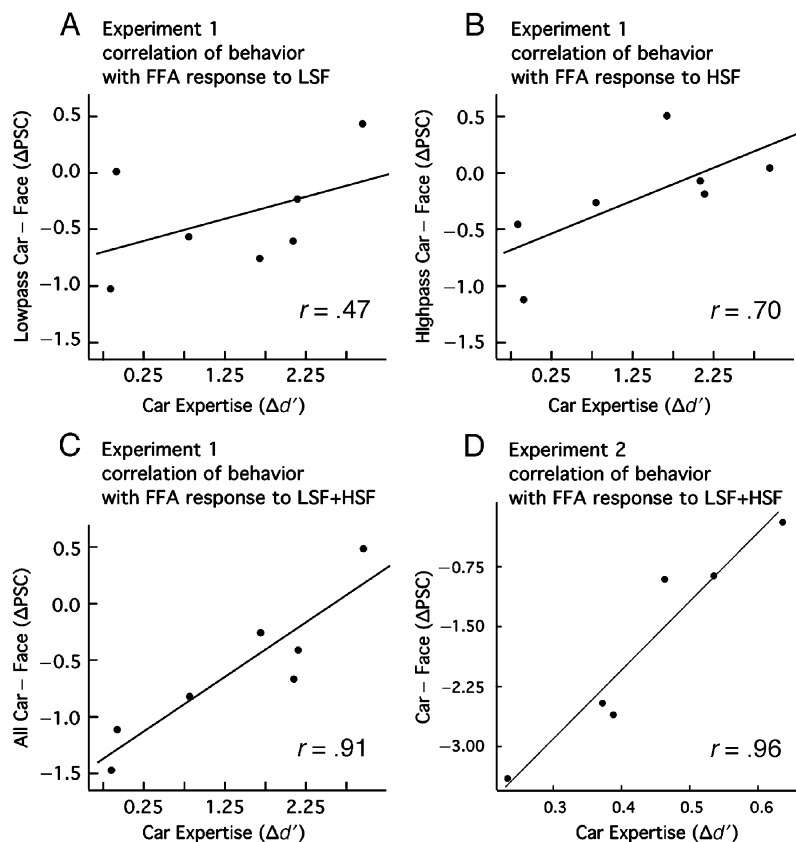 A
Experiment 1
correlation of behavior
with FFA response to LSF
Lowpass Car – Face (ΔPSC)
0.5
0.0
−0.5
−1.0
−1.5
r = .47
0.25 1.25 2.25
Car Expertise (Δd′)
B
Experiment 1
correlation of behavior
with FFA response to HSF
HIghpass Car – Face (ΔPSC)
0.5
0.0
−0.5
−1.0
−1.5
r = .70
0.25 1.25 2.25
Car Expertise (Δd′)
C
Experiment 1
correlation of behavior
with FFA response to LSF+HSF
All Car – Face (ΔPSC)
0.5
0.0
−0.5
−1.0
−1.5
r = .91
0.25 1.25 2.25
Car Expertise (Δd′)
D
Experiment 2
correlation of behavior
with FFA response to LSF+HSF
Car – Face (ΔPSC)
−0.75
−1.50
−2.25
−3.00
r = .96
0.3 0.4 0.5 0.6
Car Expertise (Δd′)